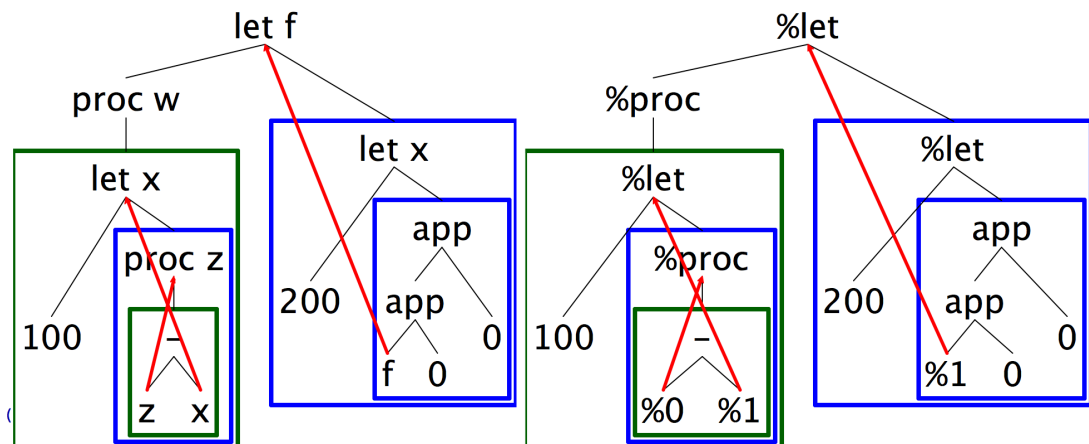 let f
%let
proc w
%proc
let x
%let
let x
%let
app
app
proc z
%proc
200
app
0
200
app
0
100
–
100
–
f 0
%1 0
z x
%0 %1
(